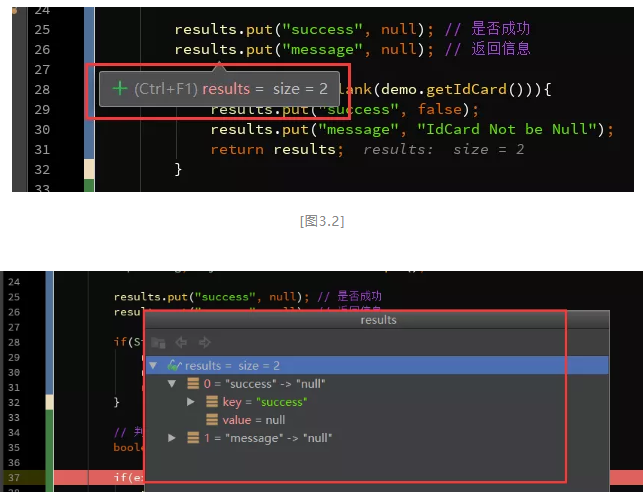 24
25 results.put("success", null); // 是否成功
26 results.put("message", null); // 返回信息
27
(Ctrl+F1) results = size = 2
28 lank(demo.getIdCard())){
29 results.put("success", false);
30 results.put("message", "IdCard Not be Null");
31 return results; results: size = 2
32 }
33
[图3.2]
24
25 results.put("success", null); // 是否成功
26
results
27
28 if(S
29
results = size = 2
30
0 = "success" -> "null"
31
key = "success"
32 }
value = null
33
34 // 判
1 = "message" -> "null"
35 boole
36
37 if(e